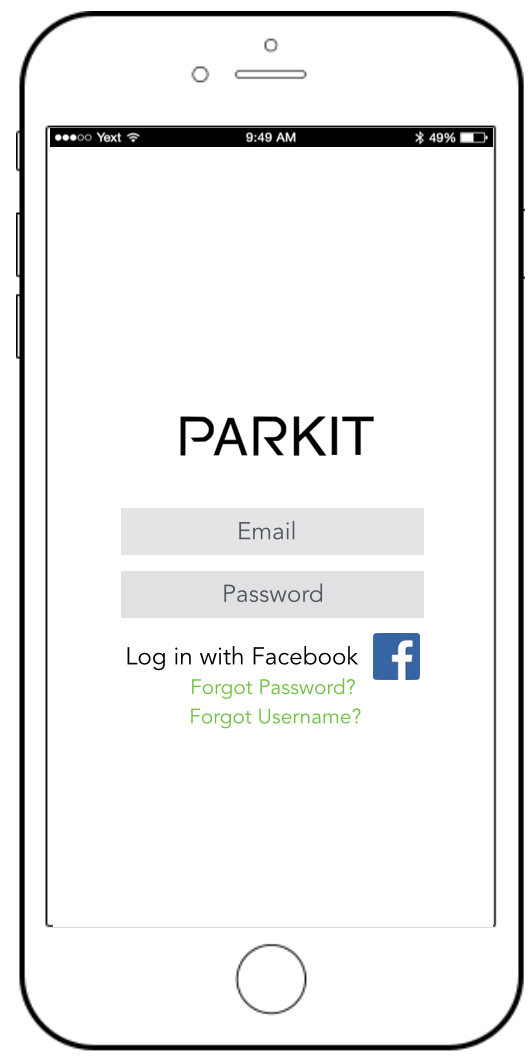 Yext 9:49 AM 49%
PARKIT
Email
Password
Log in with Facebook f
Forgot Password?
Forgot Username?